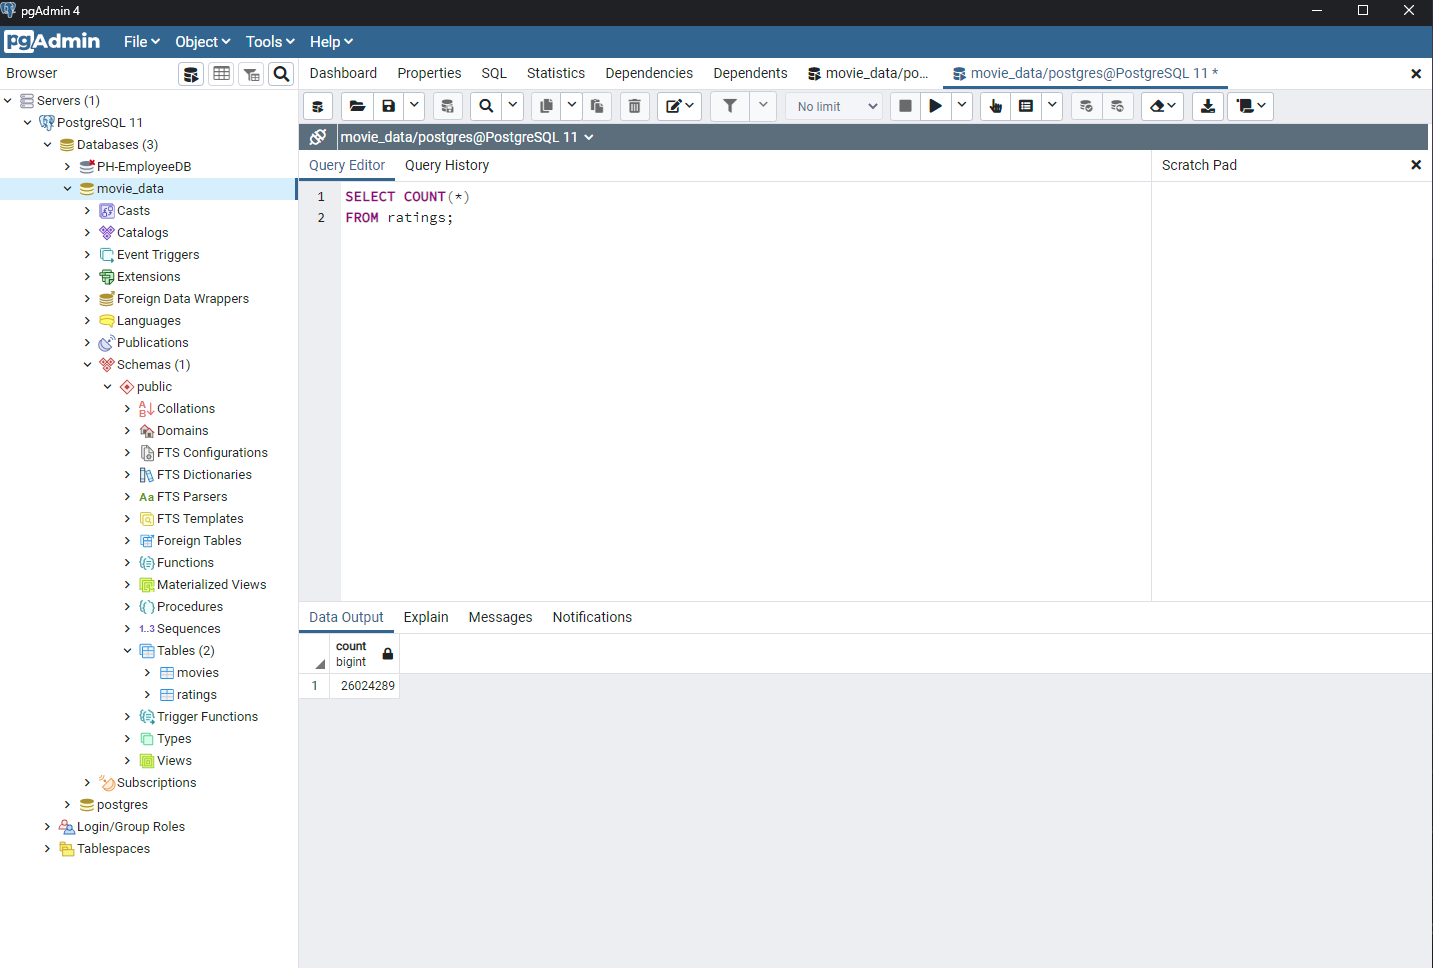 pgAdmin 4
pgAdmin File Object Tools Help
Browser
Dashboard Properties SQL Statistics Dependencies Dependents movie_data/po... movie_data/postgres@PostgreSQL 11 *
No limit
movie_data/postgres@PostgreSQL 11
Query Editor Query History
Scratch Pad
1 SELECT COUNT(*)
2 FROM ratings;
Servers (1)
PostgreSQL 11
Databases (3)
PH-EmployeeDB
movie_data
Casts
Catalogs
Event Triggers
Extensions
Foreign Data Wrappers
Languages
Publications
Schemas (1)
public
Collations
Domains
FTS Configurations
FTS Dictionaries
Aa FTS Parsers
FTS Templates
Foreign Tables
Functions
Materialized Views
Procedures
1..3 Sequences
Tables (2)
movies
ratings
Trigger Functions
Types
Views
Subscriptions
postgres
Login/Group Roles
Tablespaces
Data Output Explain Messages Notifications
count
bigint
1 26024289